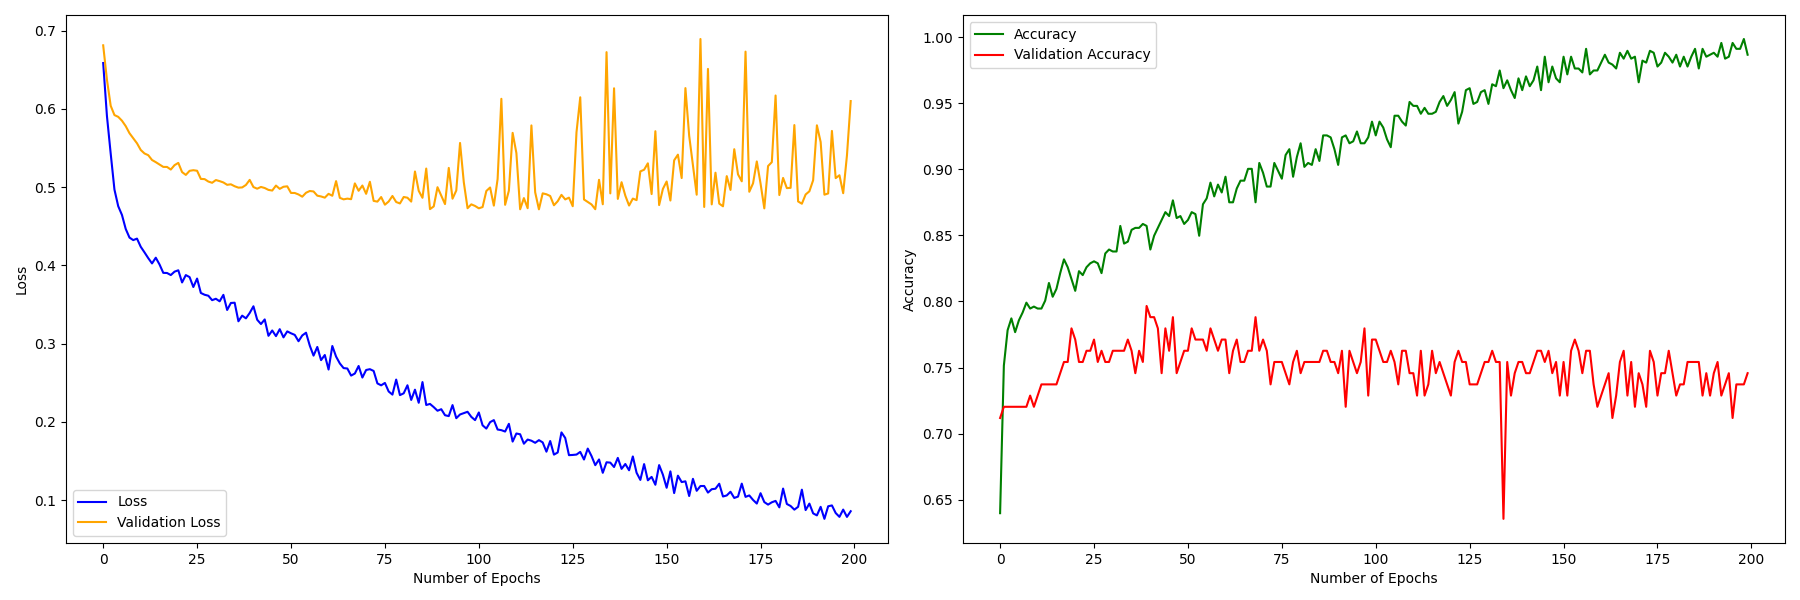 0.7
0.6
0.5
0.4
0.3
0.2
0.1
Loss
Loss
Validation Loss
0 25 50 75 100 125 150 175 200
Number of Epochs
1.00
0.95
0.90
0.85
0.80
0.75
0.70
0.65
Accuracy
Accuracy
Validation Accuracy
0 25 50 75 100 125 150 175 200
Number of Epochs